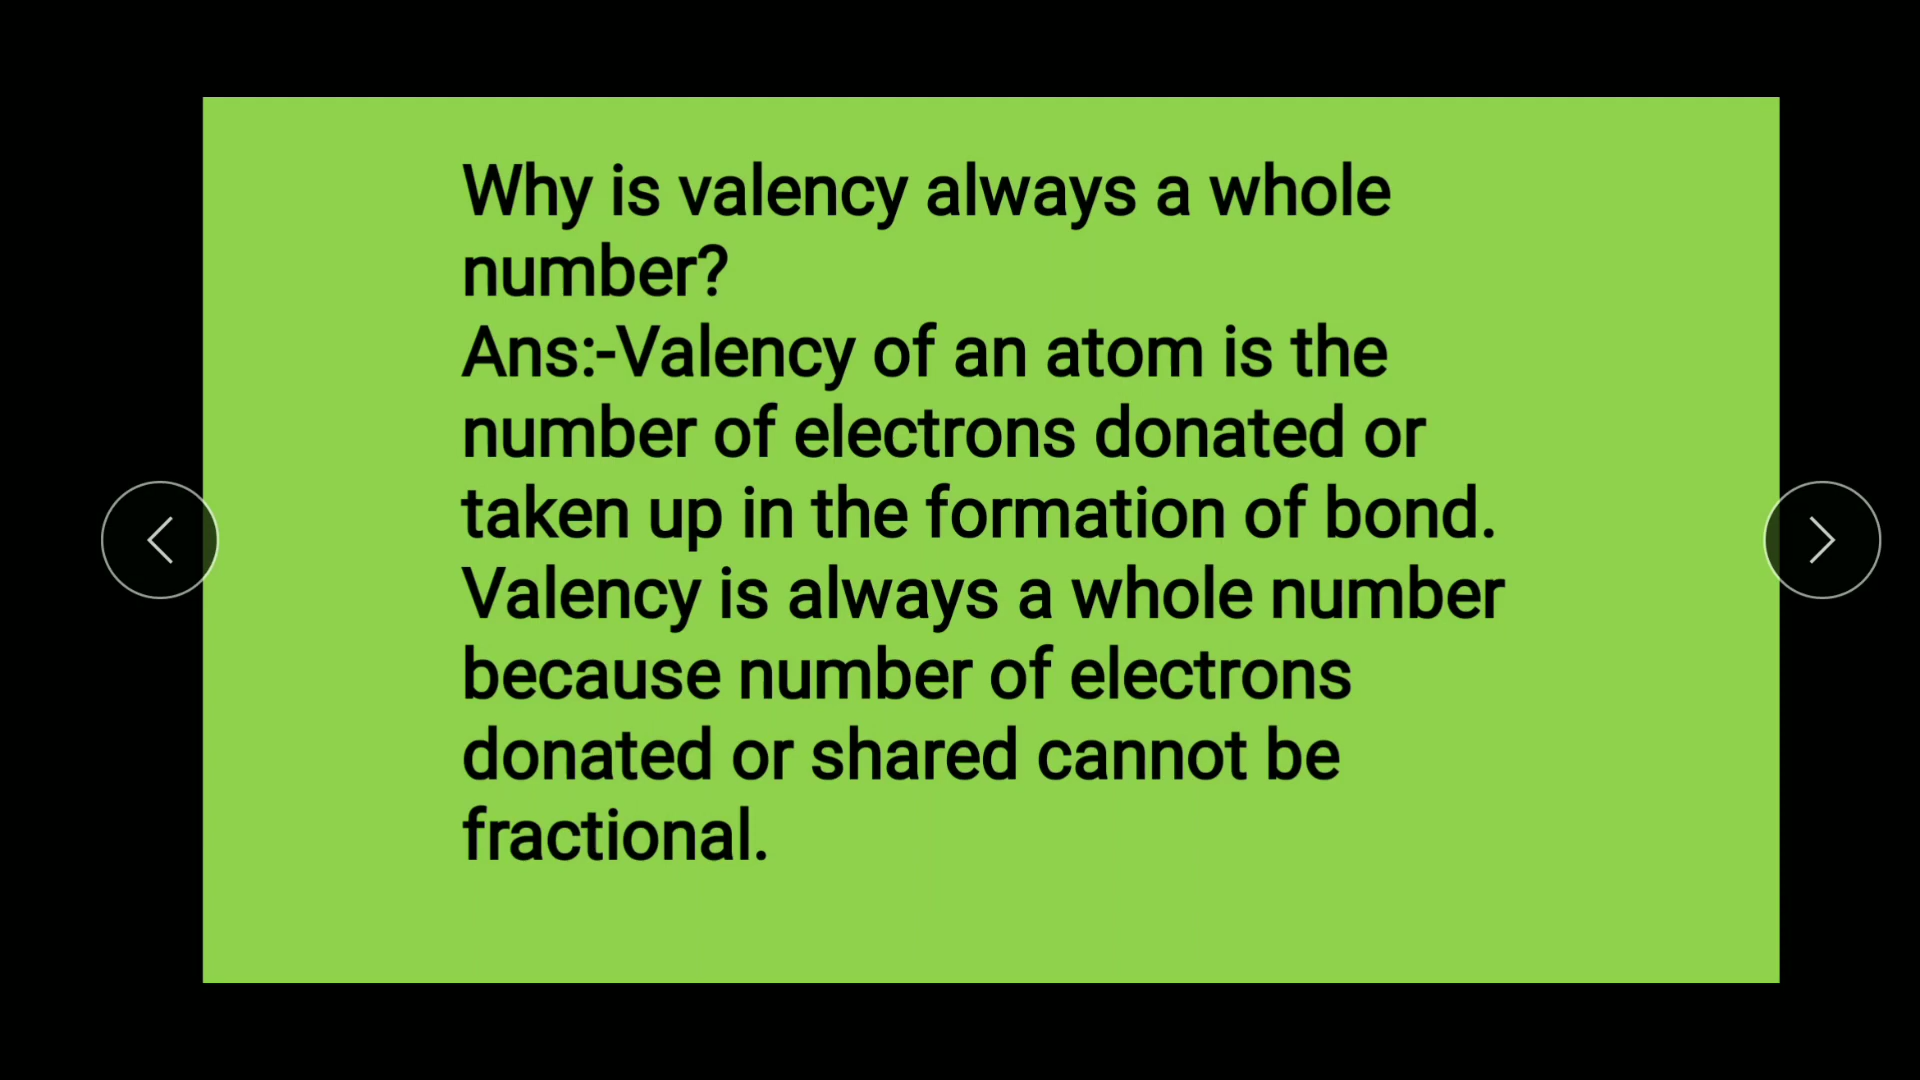 Why is valency always a whole
number?
Ans:-Valency of an atom is the
number of electrons donated or
taken up in the formation of bond.
Valency is always a whole number
because number of electrons
donated or shared cannot be
fractional.